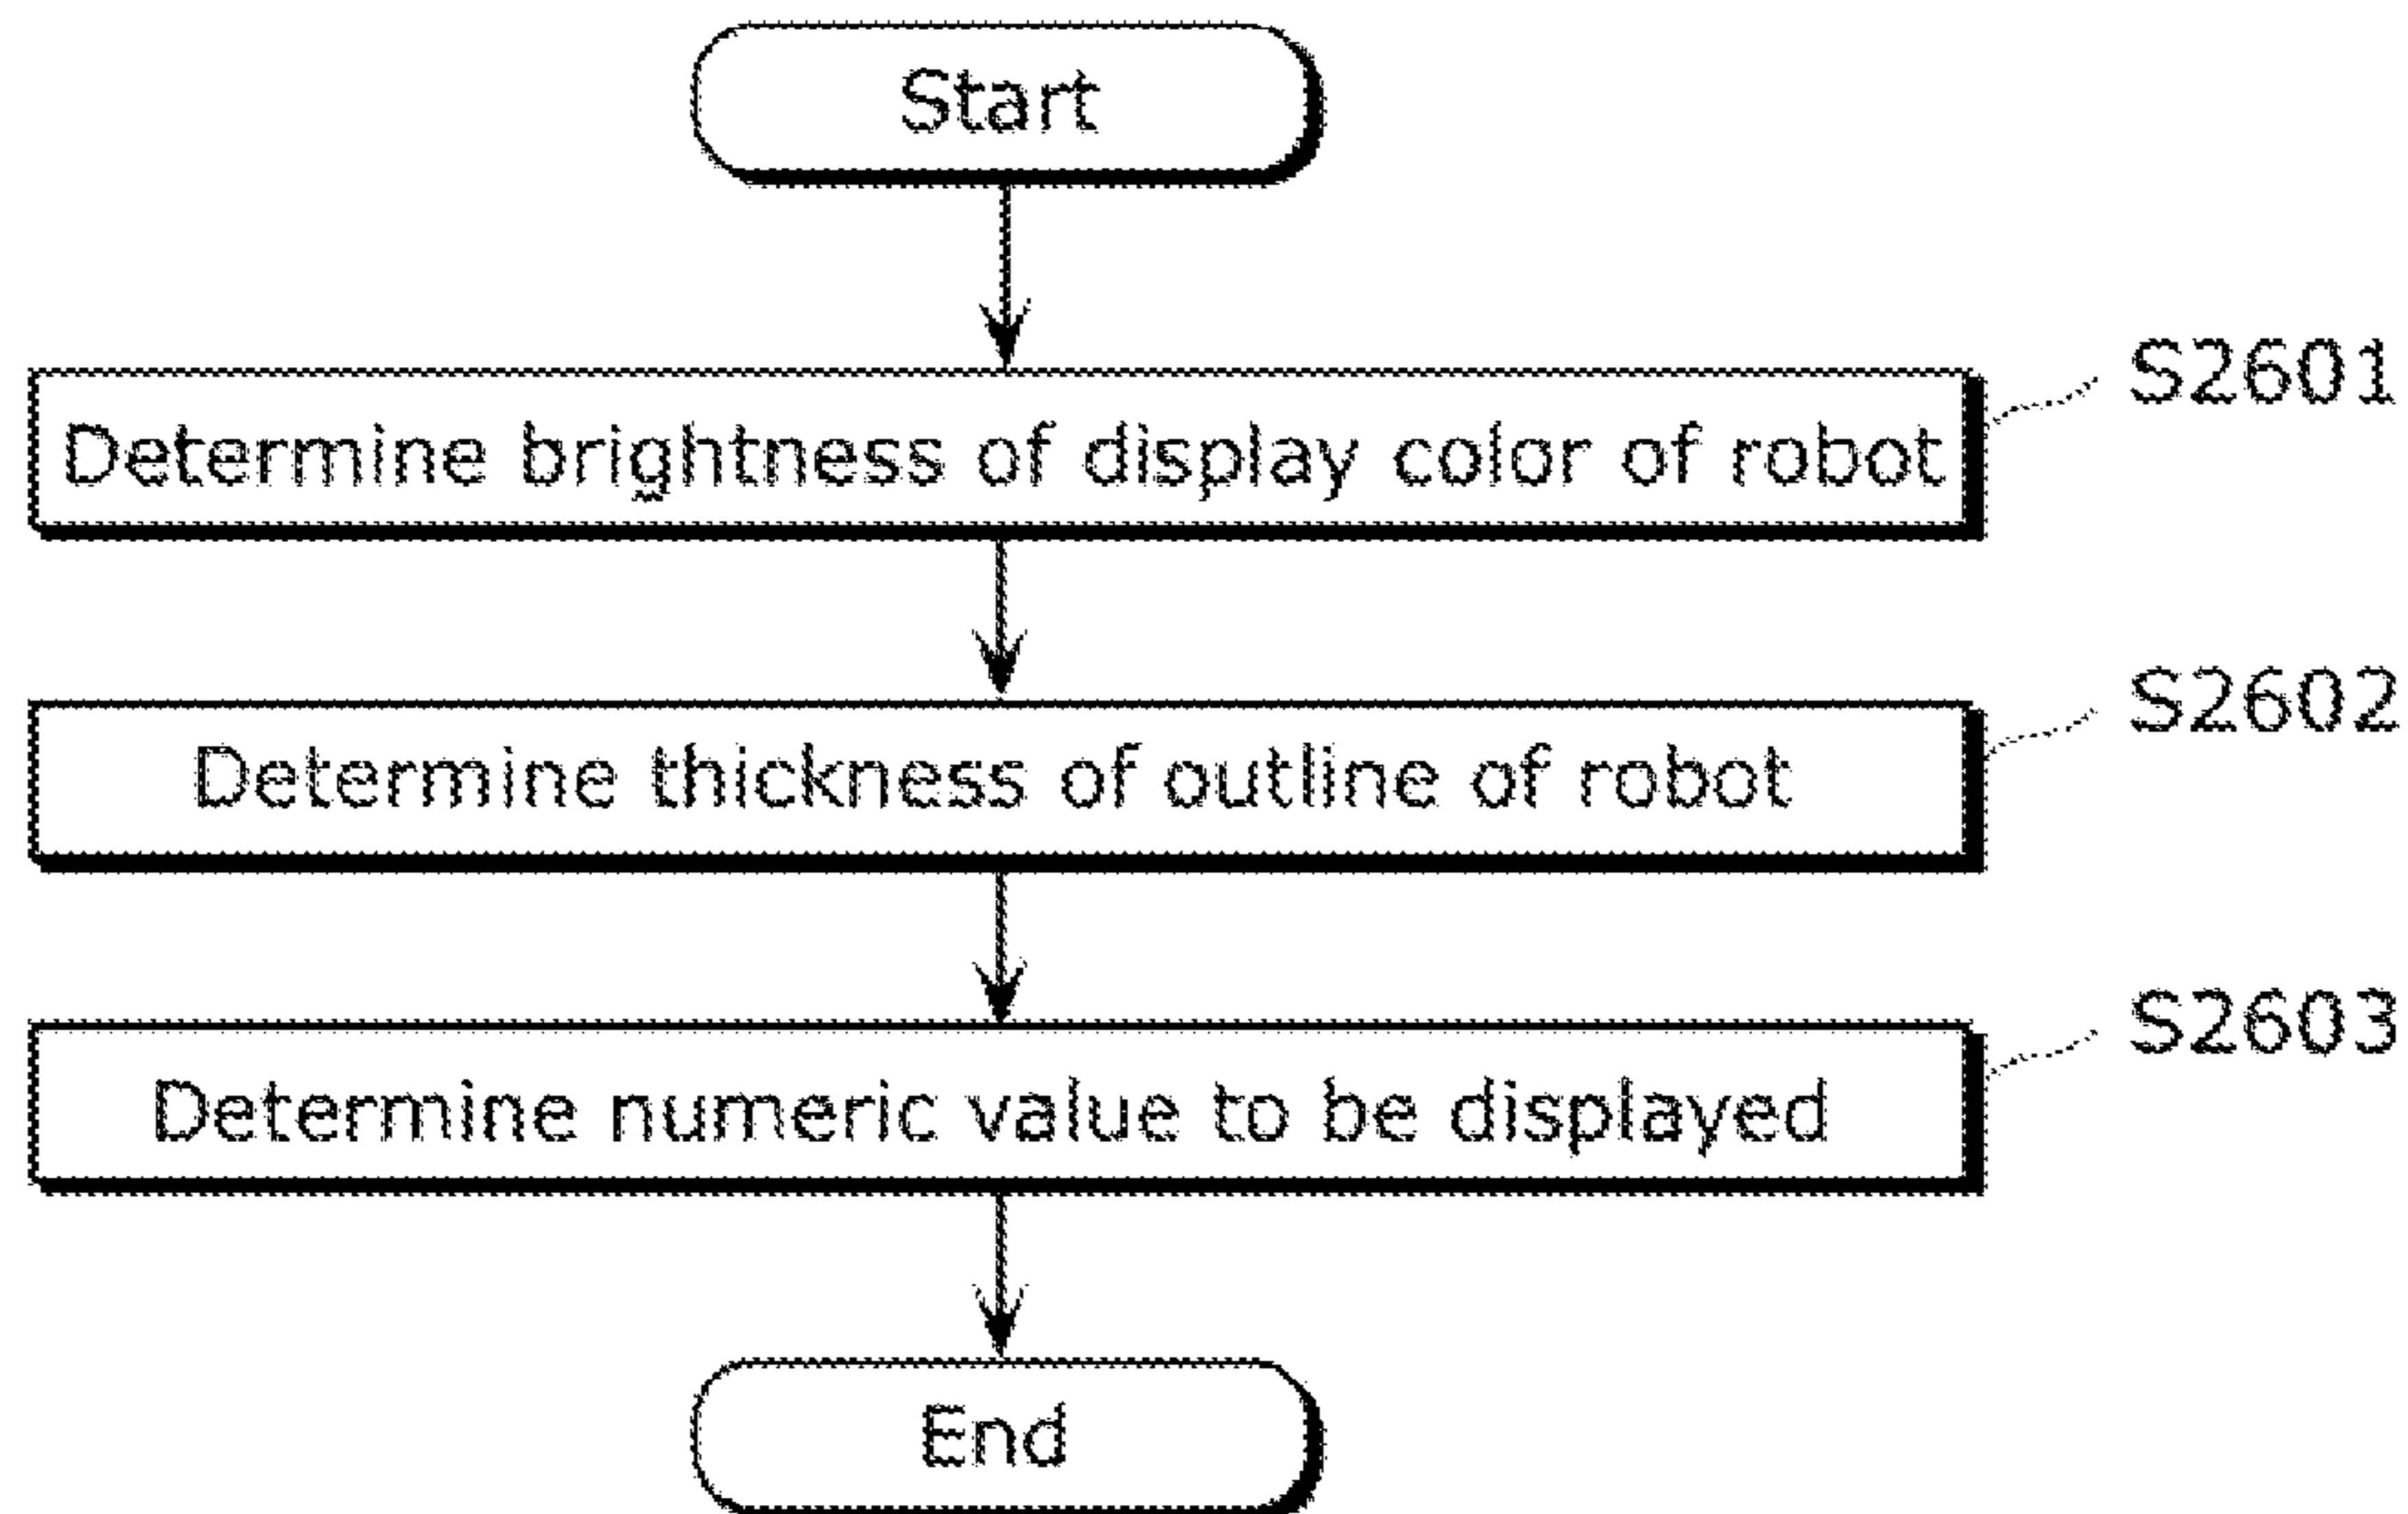 Start
S2601
Determine brightness of display color of robot
S2602
Determine thickness of outline of robot
S2603
Determine numeric value to be displayed
End